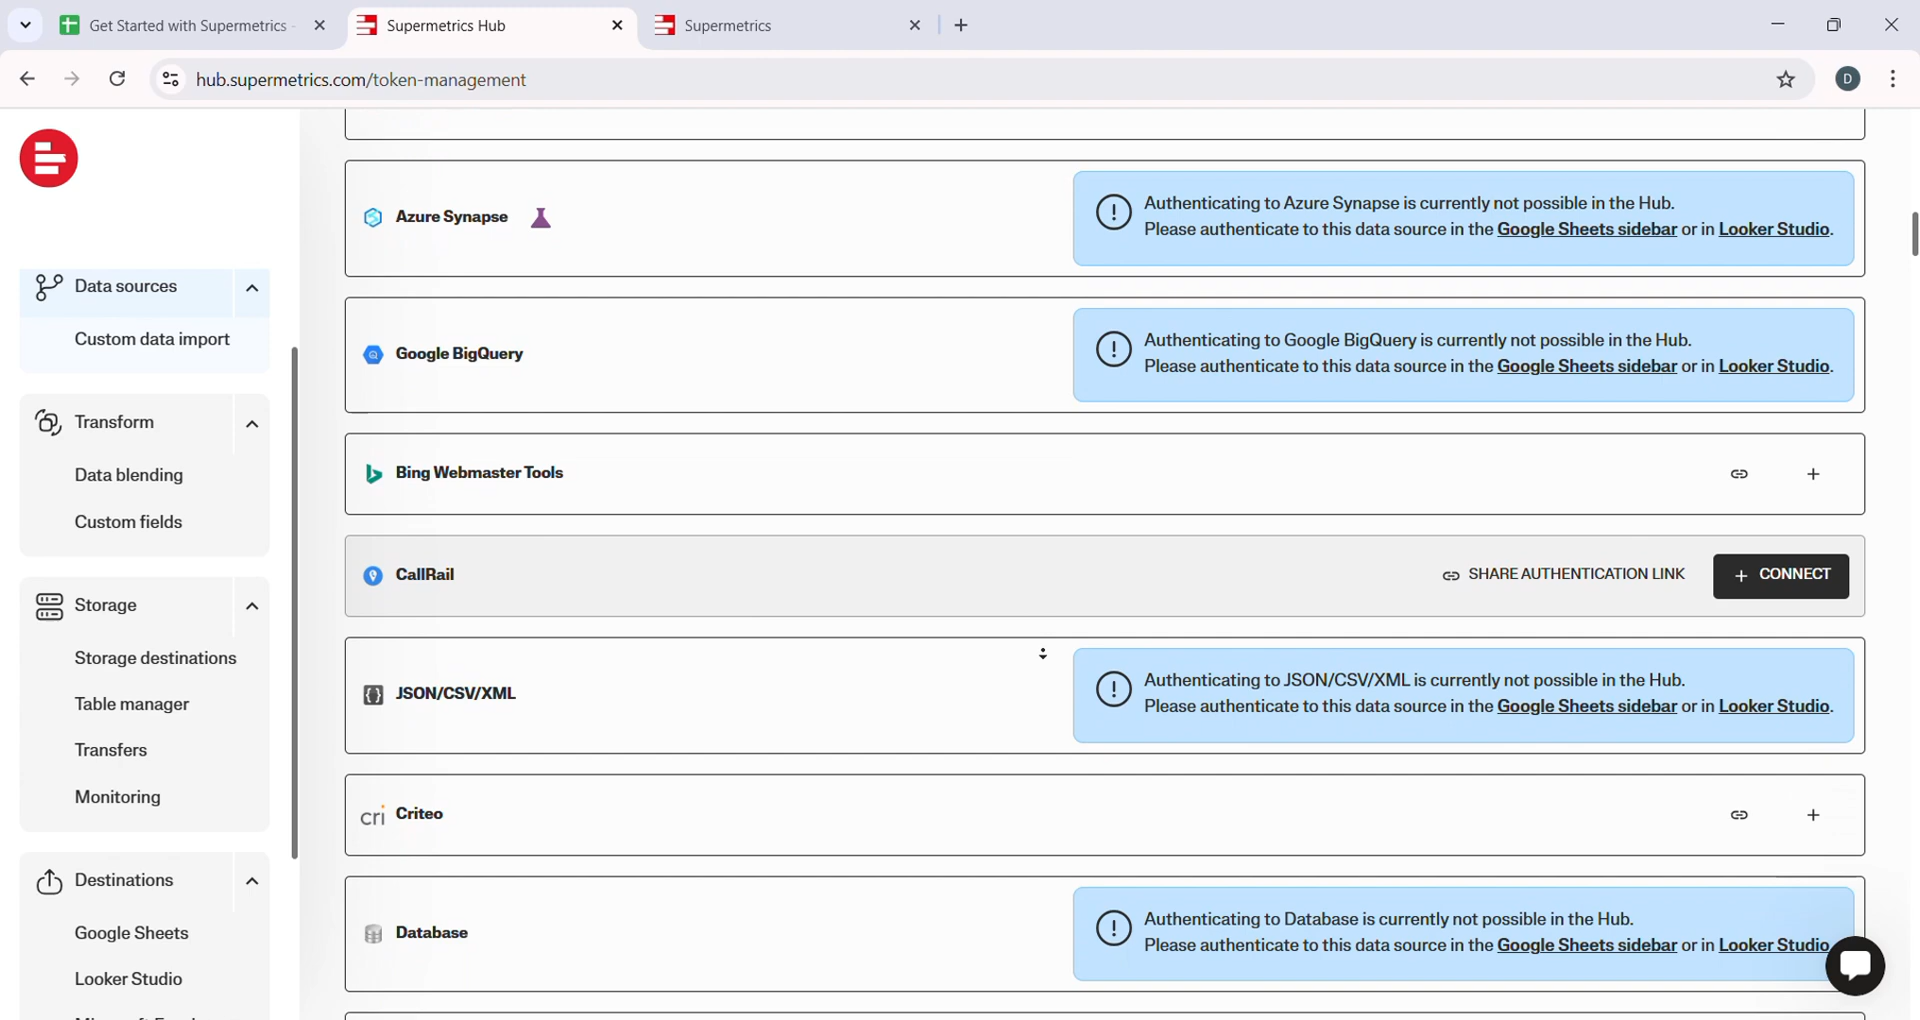 Get Started with Supermetrics -
Supermetrics Hub
Supermetrics
hub.supermetrics.com/token-management
D
Data sources
Custom data import
Transform
Data blending
Custom fields
Storage
Storage destinations
Table manager
Transfers
Monitoring
Destinations
Google Sheets
Looker Studio
Azure Synapse
Authenticating to Azure Synapse is currently not possible in the Hub.
Please authenticate to this data source in the Google Sheets sidebar or in Looker Studio.
Google BigQuery
Authenticating to Google BigQuery is currently not possible in the Hub.
Please authenticate to this data source in the Google Sheets sidebar or in Looker Studio.
Bing Webmaster Tools
CallRail
SHARE AUTHENTICATION LINK
+ CONNECT
JSON/CSV/XML
Authenticating to JSON/CSV/XML is currently not possible in the Hub.
Please authenticate to this data source in the Google Sheets sidebar or in Looker Studio.
cri Criteo
Database
Authenticating to Database is currently not possible in the Hub.
Please authenticate to this data source in the Google Sheets sidebar or in Looker Studio